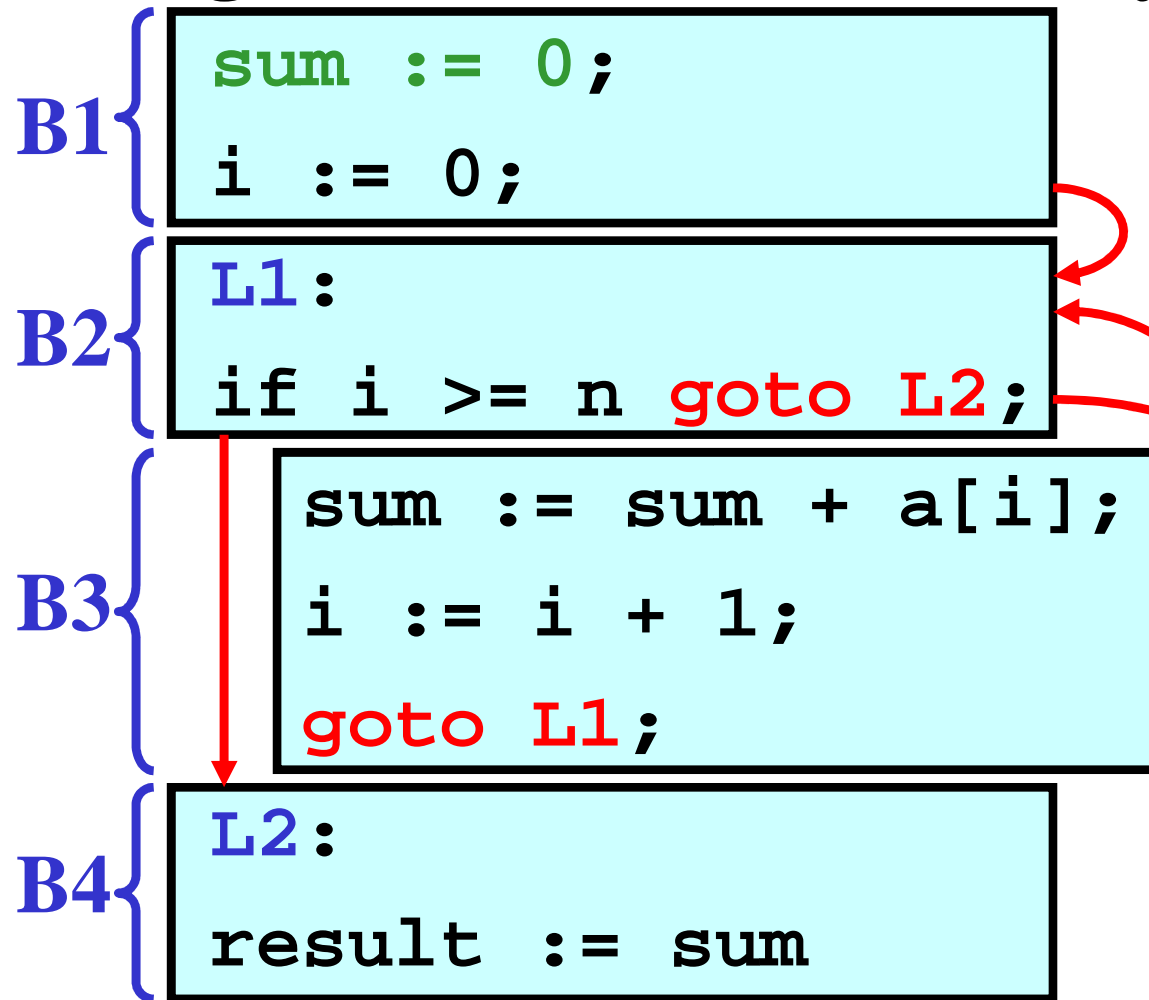 B1
sum := 0;
i := 0;
B2
L1:
if i >= n goto L2;
B3
sum := sum + a[i];
i := i + 1;
goto L1;
B4
L2:
result := sum